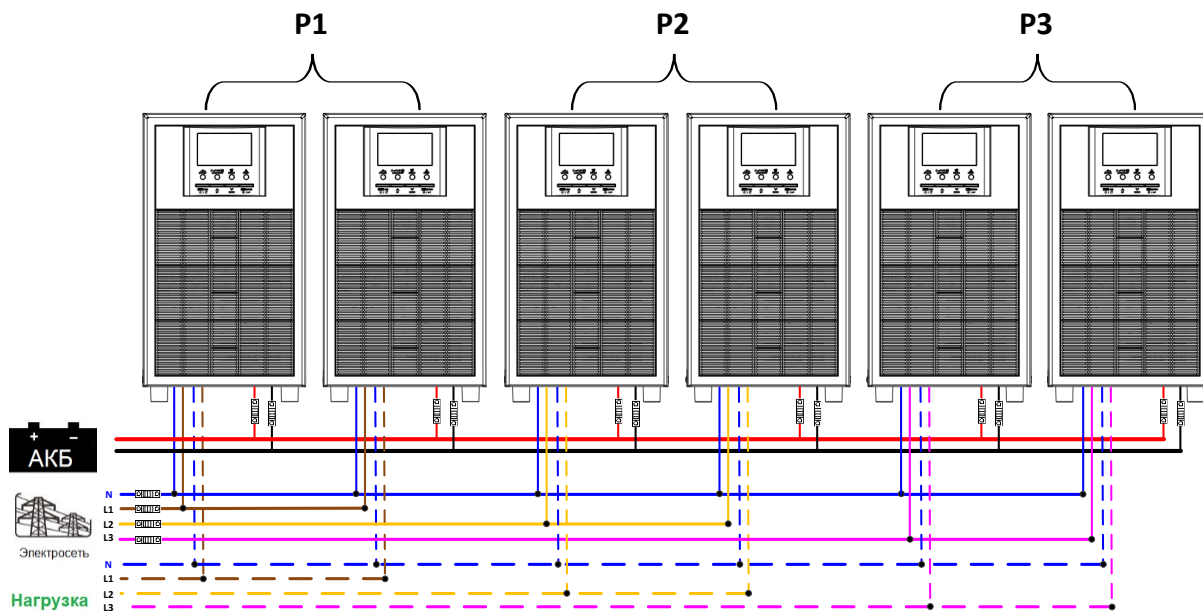 P1 P2 P3
+ −
АКБ
N
L1
L2
L3
Электросеть
N
L1
L2
L3
Нагрузка